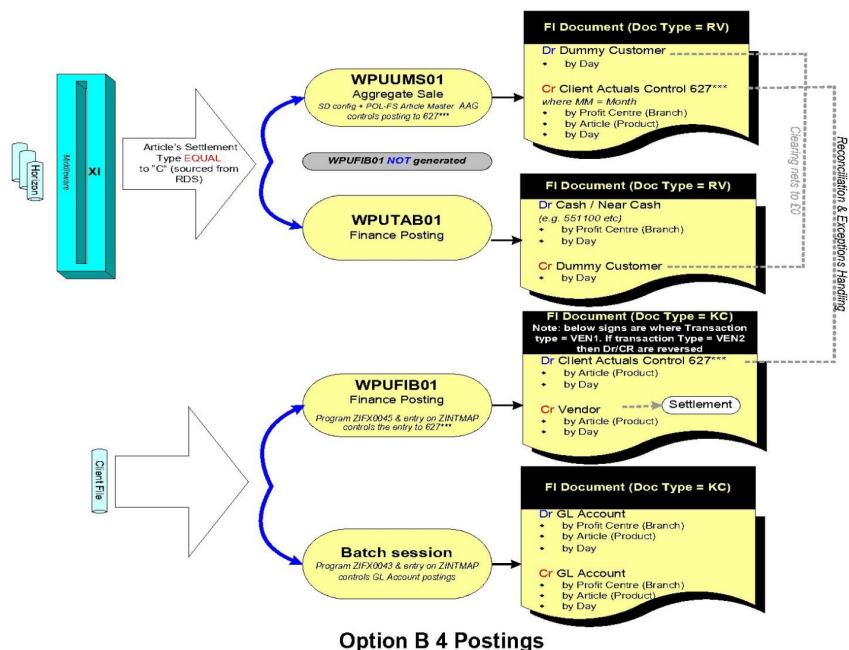 Horizon
Middleware
XI
Article's Settlement
Type EQUAL
to "C" (sourced from
RDS)
WPUUMS01
Aggregate Sale
SD config + POL-FS Article Master AAG
controls posting to 627***
WPUFIB01 NOT generated
WPUTAB01
Finance Posting
FI Document (Doc Type = RV)
Dr Dummy Customer
by Day
Cr Client Actuals Control 627***
where MM = Month
by Profit Centre (Branch)
by Article (Product)
by Day
FI Document (Doc Type = RV)
Dr Cash / Near Cash
(e.g. 551100 etc)
by Profit Centre (Branch)
by Day
Cr Dummy Customer
by Day
Clearing nets to £0
Reconciliation & Exceptions Handling
Client File
WPUFIB01
Finance Posting
Program ZIFX0045 & entry on ZINTMAP
controls the entry to 627***
FI Document (Doc Type = KC)
Note: below signs are where Transaction
type = VEN1. If transaction Type = VEN2
then Dr/CR are reversed
Dr Client Actuals Control 627***
by Article (Product)
by Day
Cr Vendor
Settlement
by Article (Product)
by Day
Batch session
Program ZIFX0043 & entry on ZINTMAP
controls GL Account postings
FI Document (Doc Type = KC)
Dr GL Account
by Profit Centre (Branch)
by Article (Product)
by Day
Cr GL Account
by Profit Centre (Branch)
by Article (Product)
by Day
Option B 4 Postings